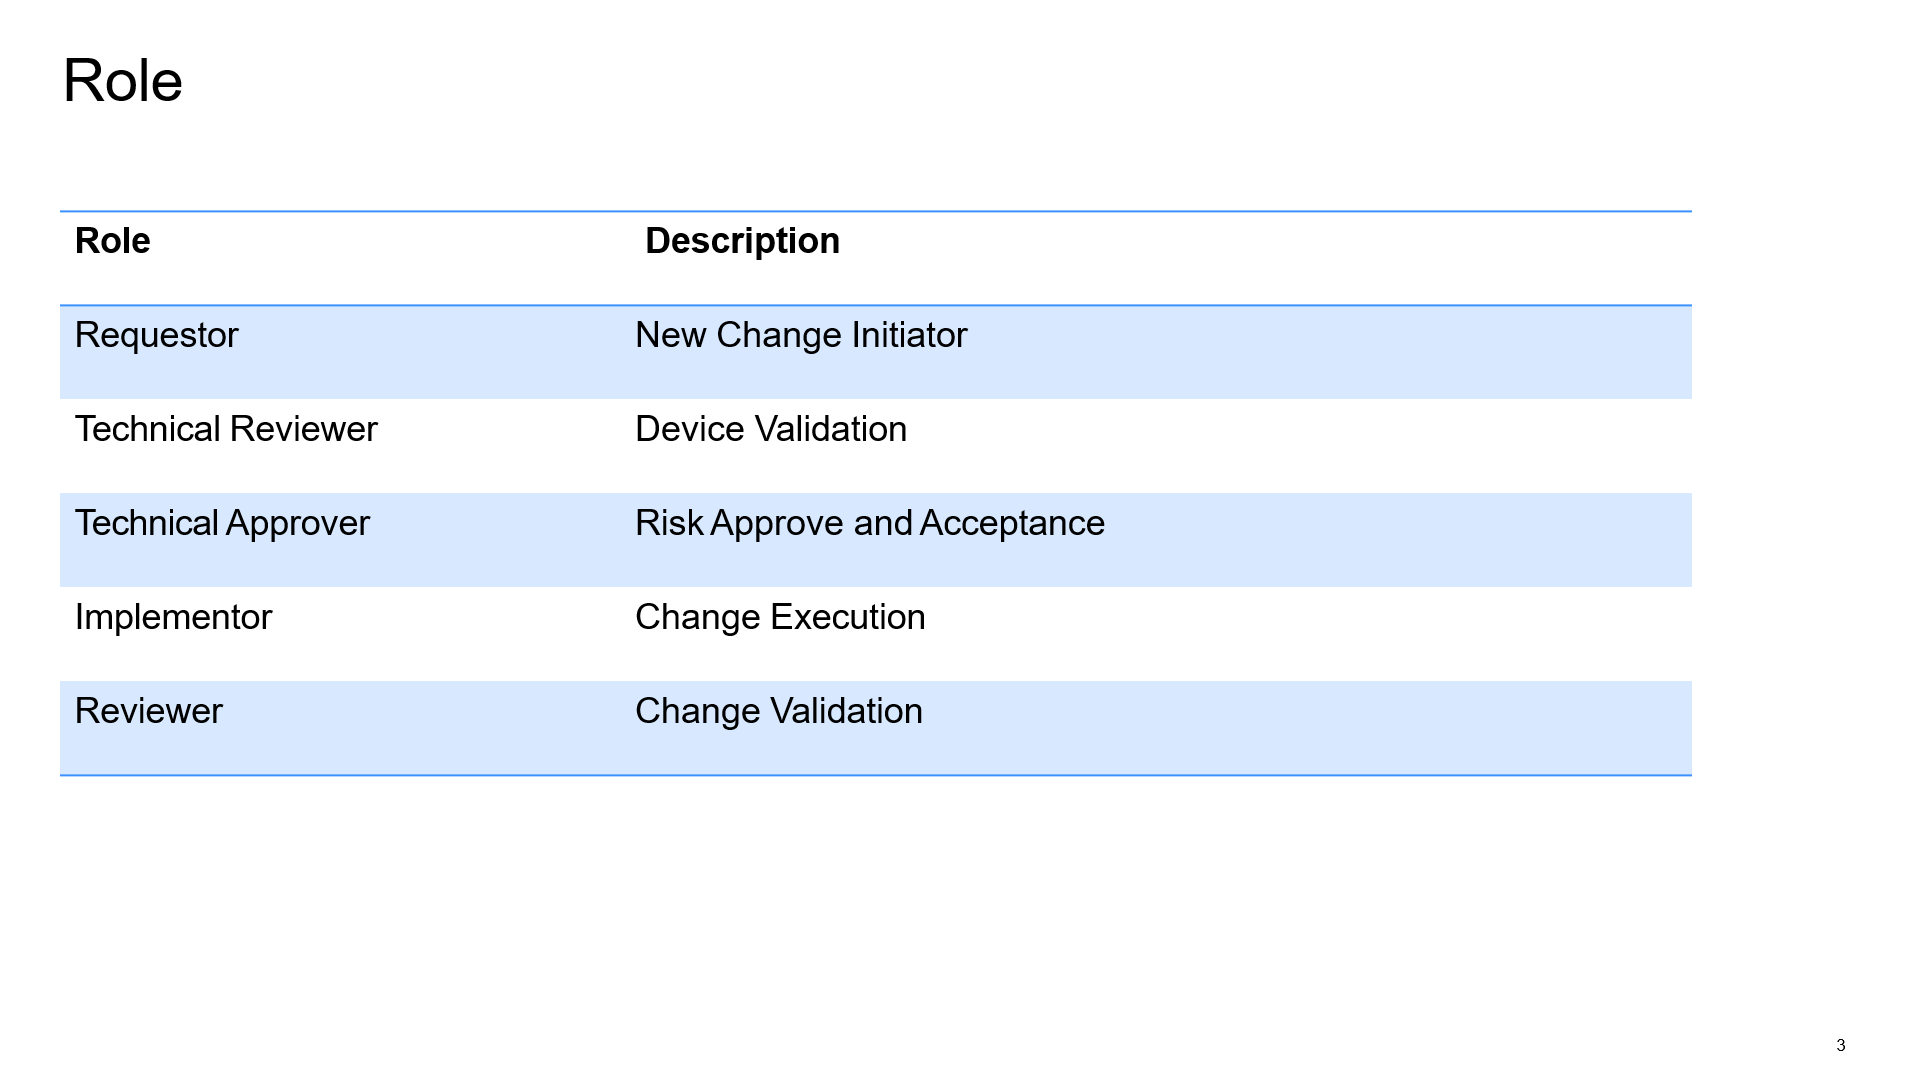 Role
Role Description
Requestor New Change Initiator
Technical Reviewer Device Validation
Technical Approver Risk Approve and Acceptance
Implementor Change Execution
Reviewer Change Validation
3